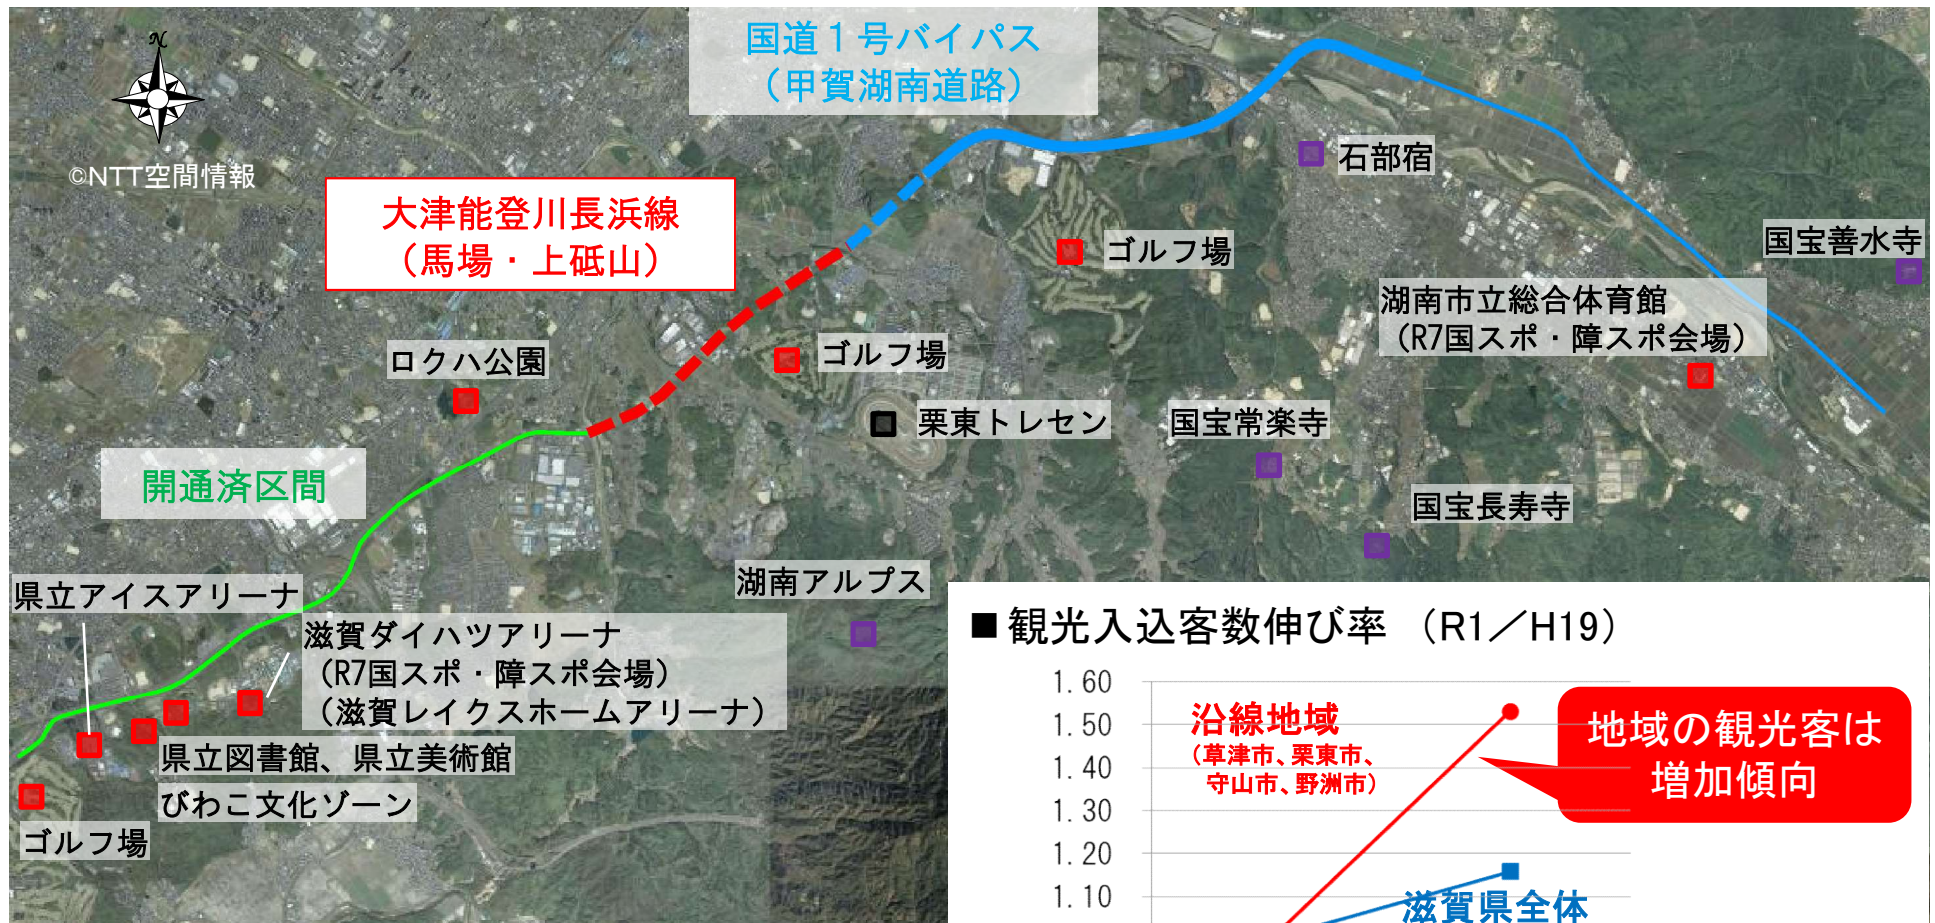 国道１号バイパス
（甲賀湖南道路）
N
©NTT空間情報
大津能登川長浜線
（馬場・上砥山）
石部宿
国宝善水寺
ゴルフ場
湖南市立総合体育館
（R7国スポ・障スポ会場）
ロクハ公園
ゴルフ場
栗東トレセン
国宝常楽寺
開通済区間
国宝長寿寺
湖南アルプス
県立アイスアリーナ
滋賀ダイハツアリーナ
（R7国スポ・障スポ会場）
（滋賀レイクスホームアリーナ）
県立図書館、県立美術館
びわこ文化ゾーン
ゴルフ場
■観光入込客数伸び率 （R1／H19）
1.60
1.50
1.40
1.30
1.20
1.10
沿線地域
（草津市、栗東市、
守山市、野洲市）
地域の観光客は
増加傾向
滋賀県全体